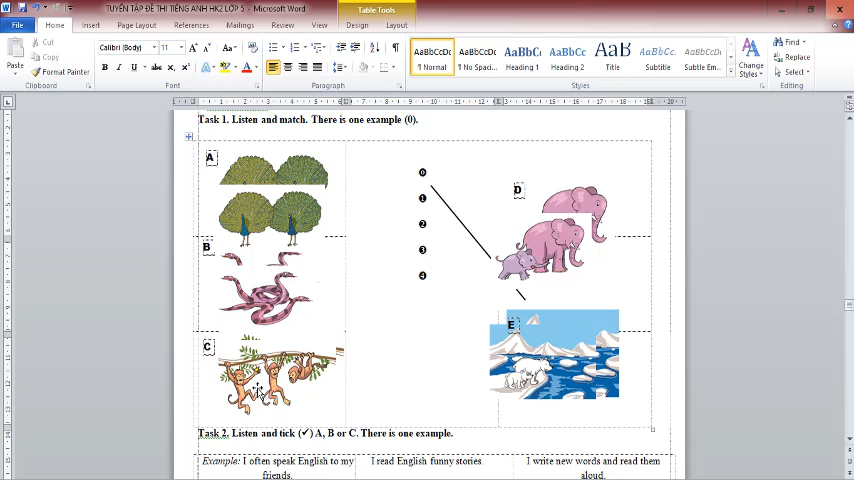 TUYỂN TẬP ĐỀ THI TIẾNG ANH HK2 LỚP 5 - Microsoft Word
Table Tools
File Home Insert Page Layout References Mailings Review View Design Layout
Cut
Copy
Format Painter
Paste
Clipboard
Calibri (Body) 11
Font
Paragraph
AaBbCcDc ¶ Normal
AaBbCcDc ¶ No Spaci...
AaBbCc Heading 1
AaBbCc Heading 2
AaB Title
AaBbCc. Subtitle
AaBbCcDc Subtle Em...
Change Styles
Styles
Find
Replace
Select
Editing
Task 1. Listen and match. There is one example (0).
A
B
C
0
1
2
3
4
D
E
Task 2. Listen and tick (✓) A, B or C. There is one example.
Example: I often speak English to my friends.
I read English funny stories.
I write new words and read them aloud.